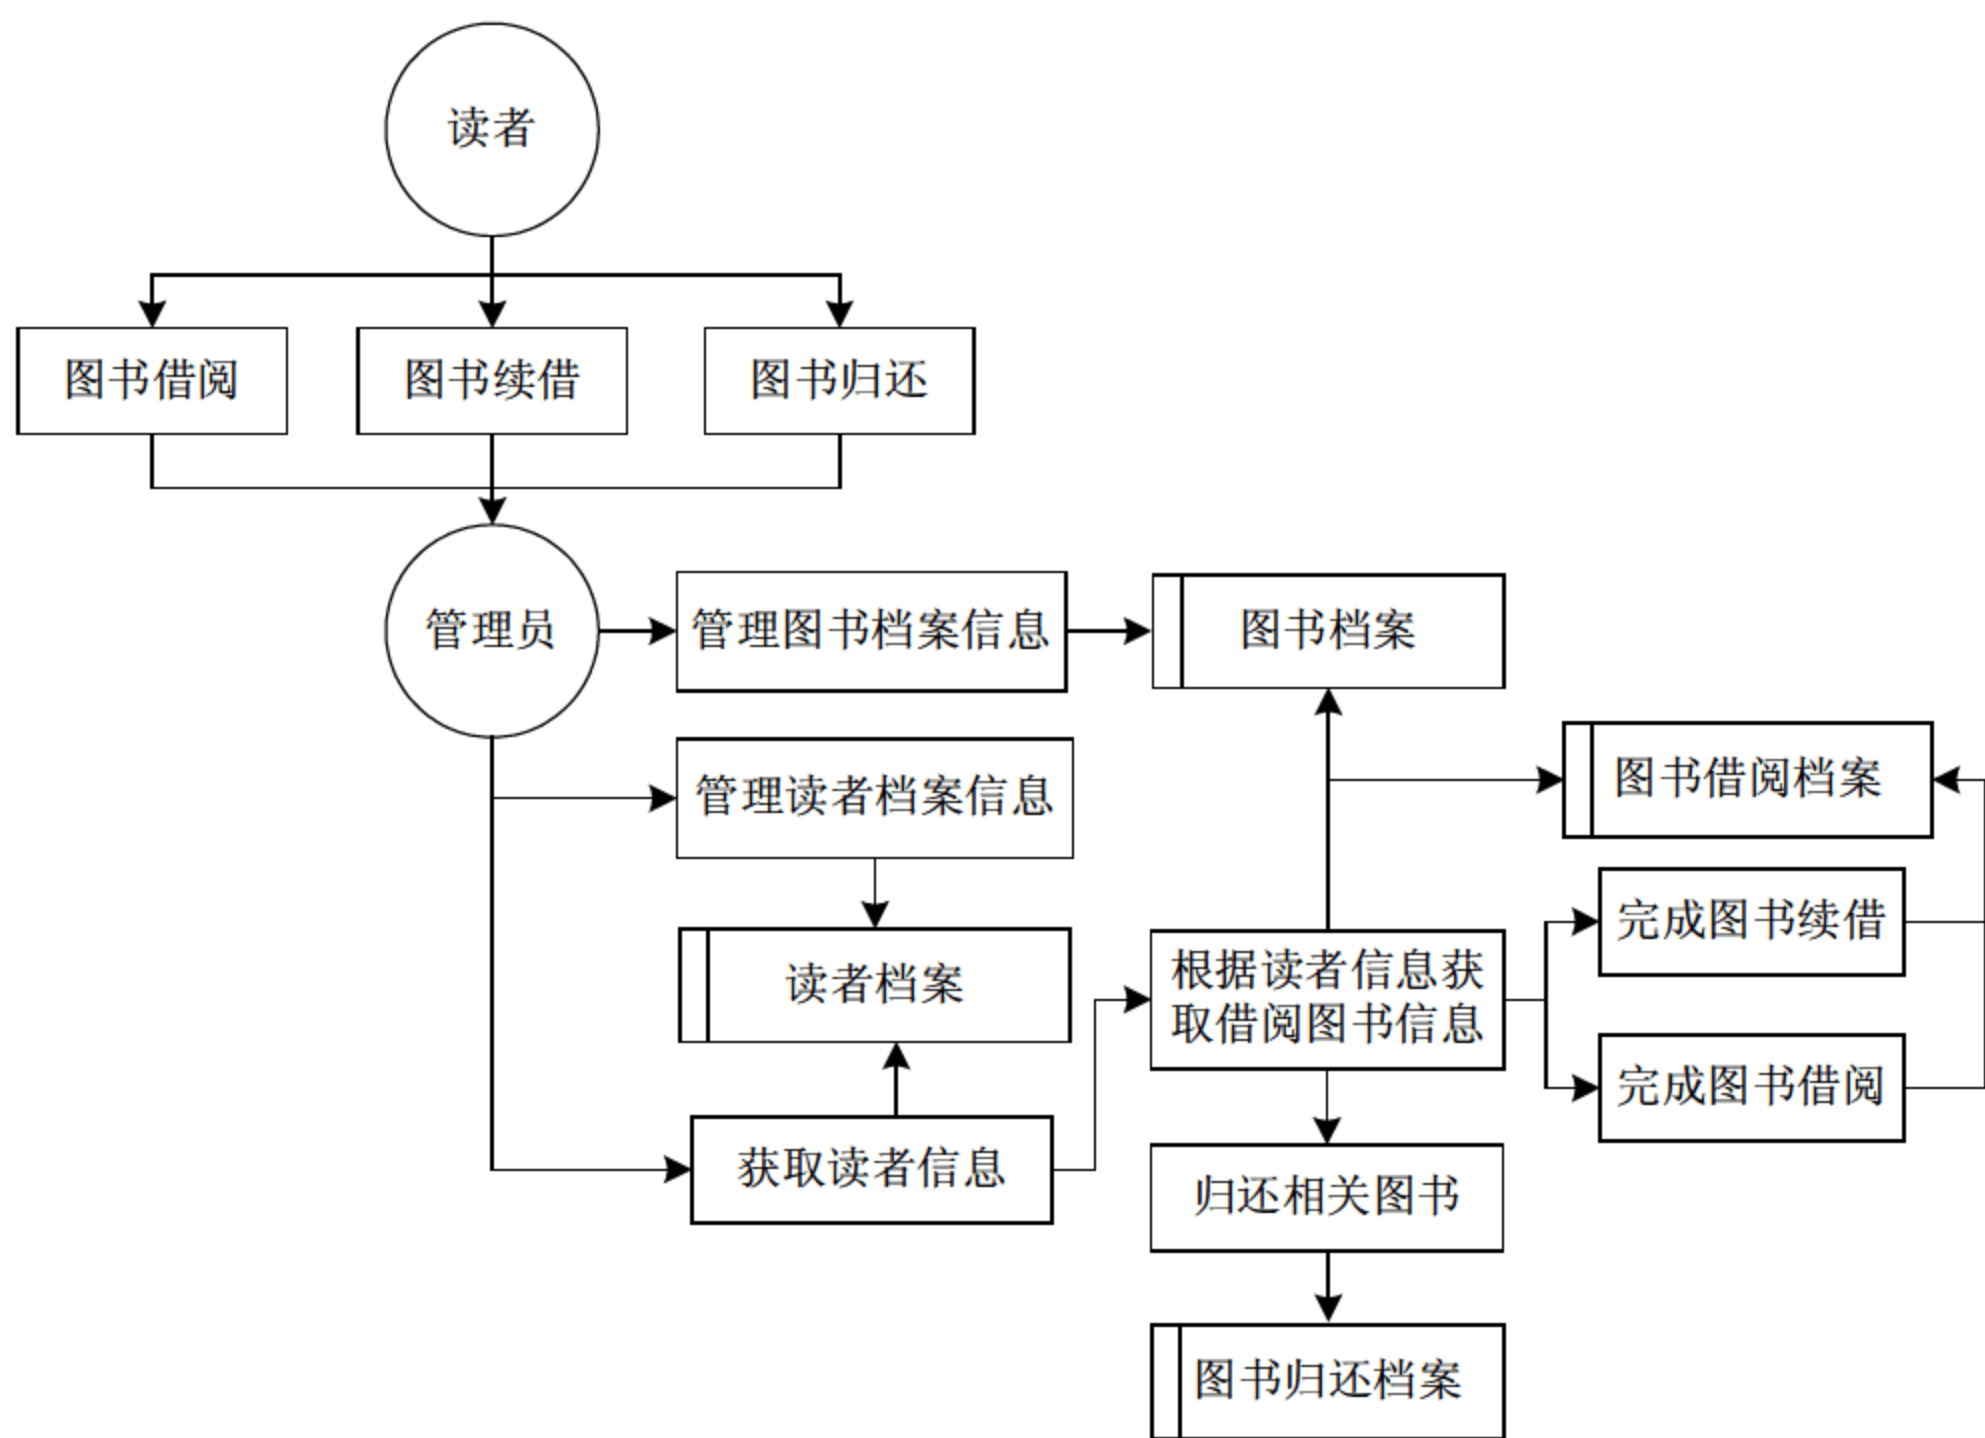 读者
图书借阅
图书续借
图书归还
管理员
管理图书档案信息
图书档案
管理读者档案信息
图书借阅档案
读者档案
根据读者信息获
取借阅图书信息
完成图书续借
完成图书借阅
获取读者信息
归还相关图书
图书归还档案